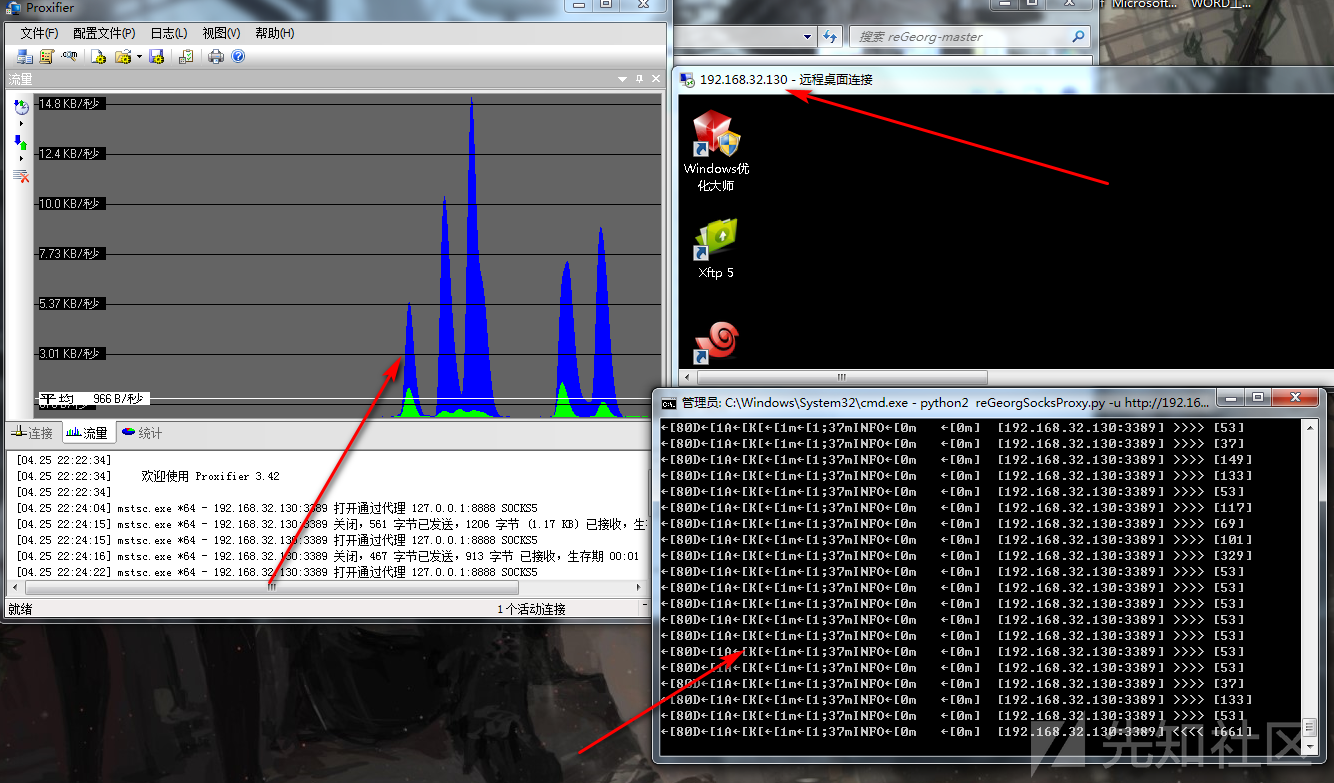 Proxifier
文件(F) 配置文件(P) 日志(L) 视图(V) 帮助(H)
流量
14.8 KB/秒
12.4 KB/秒
10.0 KB/秒
7.73 KB/秒
5.37 KB/秒
3.01 KB/秒
平均 966 B/秒
连接 流量 统计
[04.25 22:22:34]
[04.25 22:22:34] 欢迎使用 Proxifier 3.42
[04.25 22:22:34]
[04.25 22:24:04] mstsc.exe *64 - 192.168.32.130:3389 打开通过代理 127.0.0.1:8888 SOCKS5
[04.25 22:24:15] mstsc.exe *64 - 192.168.32.130:3389 关闭，561 字节已发送，1206 字节 (1.17 KB) 已接收，生
[04.25 22:24:15] mstsc.exe *64 - 192.168.32.130:3389 打开通过代理 127.0.0.1:8888 SOCKS5
[04.25 22:24:16] mstsc.exe *64 - 192.168.32.130:3389 关闭，467 字节已发送，913 字节 已接收，生存期 00:01
[04.25 22:24:22] mstsc.exe *64 - 192.168.32.130:3389 打开通过代理 127.0.0.1:8888 SOCKS5
就绪 1 个活动连接
Microsoft... WORD工...
搜索 reGeorg-master
192.168.32.130 - 远程桌面连接
Windows优
化大师
Xftp 5
管理员: C:\Windows\System32\cmd.exe - python2 reGeorgSocksProxy.py -u http://192.16...
←[80D←[1A←[K[←[1m←[1;37mINFO←[0m ←[0m] [192.168.32.130:3389] >>>> [53]
←[80D←[1A←[K[←[1m←[1;37mINFO←[0m ←[0m] [192.168.32.130:3389] >>>> [37]
←[80D←[1A←[K[←[1m←[1;37mINFO←[0m ←[0m] [192.168.32.130:3389] >>>> [149]
←[80D←[1A←[K[←[1m←[1;37mINFO←[0m ←[0m] [192.168.32.130:3389] >>>> [133]
←[80D←[1A←[K[←[1m←[1;37mINFO←[0m ←[0m] [192.168.32.130:3389] >>>> [53]
←[80D←[1A←[K[←[1m←[1;37mINFO←[0m ←[0m] [192.168.32.130:3389] >>>> [117]
←[80D←[1A←[K[←[1m←[1;37mINFO←[0m ←[0m] [192.168.32.130:3389] >>>> [69]
←[80D←[1A←[K[←[1m←[1;37mINFO←[0m ←[0m] [192.168.32.130:3389] >>>> [101]
←[80D←[1A←[K[←[1m←[1;37mINFO←[0m ←[0m] [192.168.32.130:3389] >>>> [329]
←[80D←[1A←[K[←[1m←[1;37mINFO←[0m ←[0m] [192.168.32.130:3389] >>>> [53]
←[80D←[1A←[K[←[1m←[1;37mINFO←[0m ←[0m] [192.168.32.130:3389] >>>> [53]
←[80D←[1A←[K[←[1m←[1;37mINFO←[0m ←[0m] [192.168.32.130:3389] >>>> [53]
←[80D←[1A←[K[←[1m←[1;37mINFO←[0m ←[0m] [192.168.32.130:3389] >>>> [53]
←[80D←[1A←[K[←[1m←[1;37mINFO←[0m ←[0m] [192.168.32.130:3389] >>>> [53]
←[80D←[1A←[K[←[1m←[1;37mINFO←[0m ←[0m] [192.168.32.130:3389] >>>> [53]
←[80D←[1A←[K[←[1m←[1;37mINFO←[0m ←[0m] [192.168.32.130:3389] >>>> [53]
←[80D←[1A←[K[←[1m←[1;37mINFO←[0m ←[0m] [192.168.32.130:3389] >>>> [37]
←[80D←[1A←[K[←[1m←[1;37mINFO←[0m ←[0m] [192.168.32.130:3389] >>>> [133]
←[80D←[1A←[K[←[1m←[1;37mINFO←[0m ←[0m] [192.168.32.130:3389] >>>> [53]
←[80D←[1A←[K[←[1m←[1;37mINFO←[0m ←[0m] [192.168.32.130:3389] <<<< [661]
先知社区